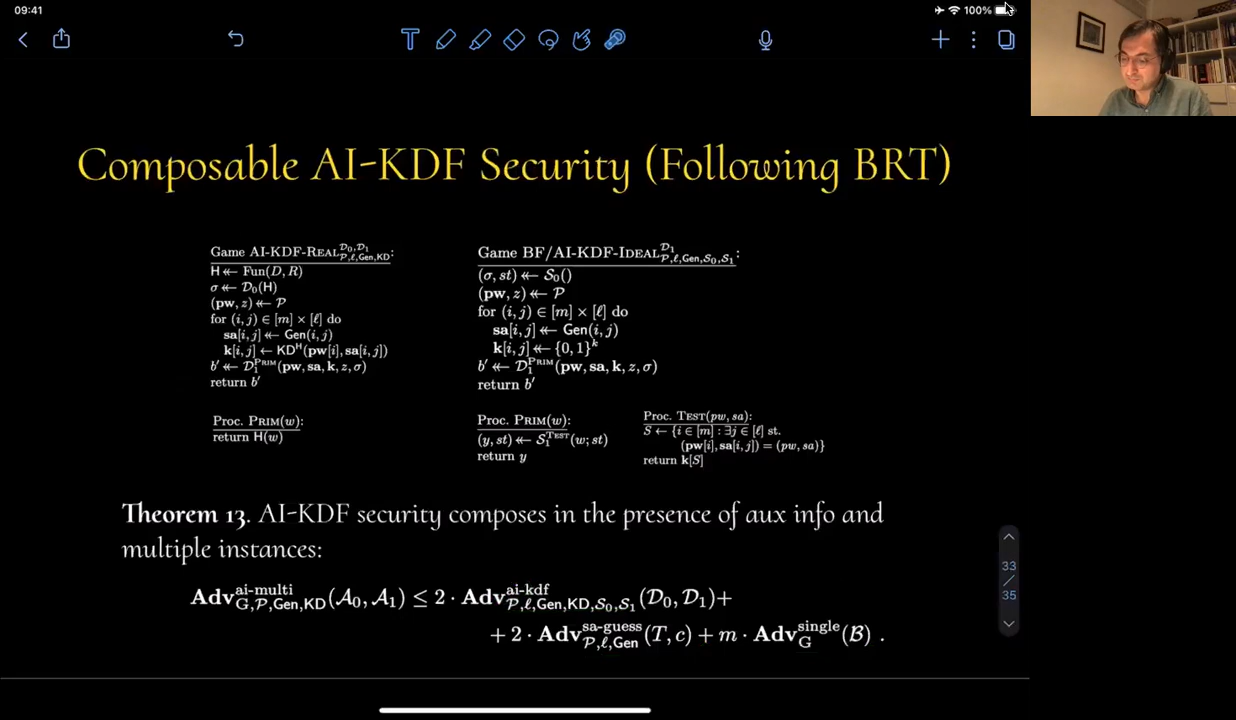 09:41
100%
Composable AI-KDF Security (Following BRT)
Game AI-KDF-REAL^{𝒟₀,𝒟₁}_{𝒫,ℓ,Gen,KD}:
H ↞ Fun(D, R)
σ ↞ 𝒟₀(H)
(pw, z) ↞ 𝒫
for (i, j) ∈ [m] × [ℓ] do
sa[i, j] ↞ Gen(i, j)
k[i, j] ← KD^H(pw[i], sa[i, j])
b′ ↞ 𝒟₁^{PRIM}(pw, sa, k, z, σ)
return b′
Proc. PRIM(w):
return H(w)
Game BF/AI-KDF-IDEAL^{𝒟₁}_{𝒫,ℓ,Gen,𝒮₀,𝒮₁}:
(σ, st) ↞ 𝒮₀()
(pw, z) ↞ 𝒫
for (i, j) ∈ [m] × [ℓ] do
sa[i, j] ↞ Gen(i, j)
k[i, j] ↞ {0, 1}^k
b′ ↞ 𝒟₁^{PRIM}(pw, sa, k, z, σ)
return b′
Proc. PRIM(w):
(y, st) ↞ 𝒮₁^{TEST}(w; st)
return y
Proc. TEST(pw, sa):
S ← {i ∈ [m] : ∃j ∈ [ℓ] st.
(pw[i], sa[i, j]) = (pw, sa)}
return k[S]
Theorem 13. AI-KDF security composes in the presence of aux info and
multiple instances:
Adv^{ai-multi}_{G,𝒫,Gen,KD}(𝒜₀, 𝒜₁) ≤ 2 · Adv^{ai-kdf}_{𝒫,ℓ,Gen,KD,𝒮₀,𝒮₁}(𝒟₀, 𝒟₁)+
+ 2 · Adv^{sa-guess}_{𝒫,ℓ,Gen}(T, c) + m · Adv^{single}_G(ℬ) .
33
/
35